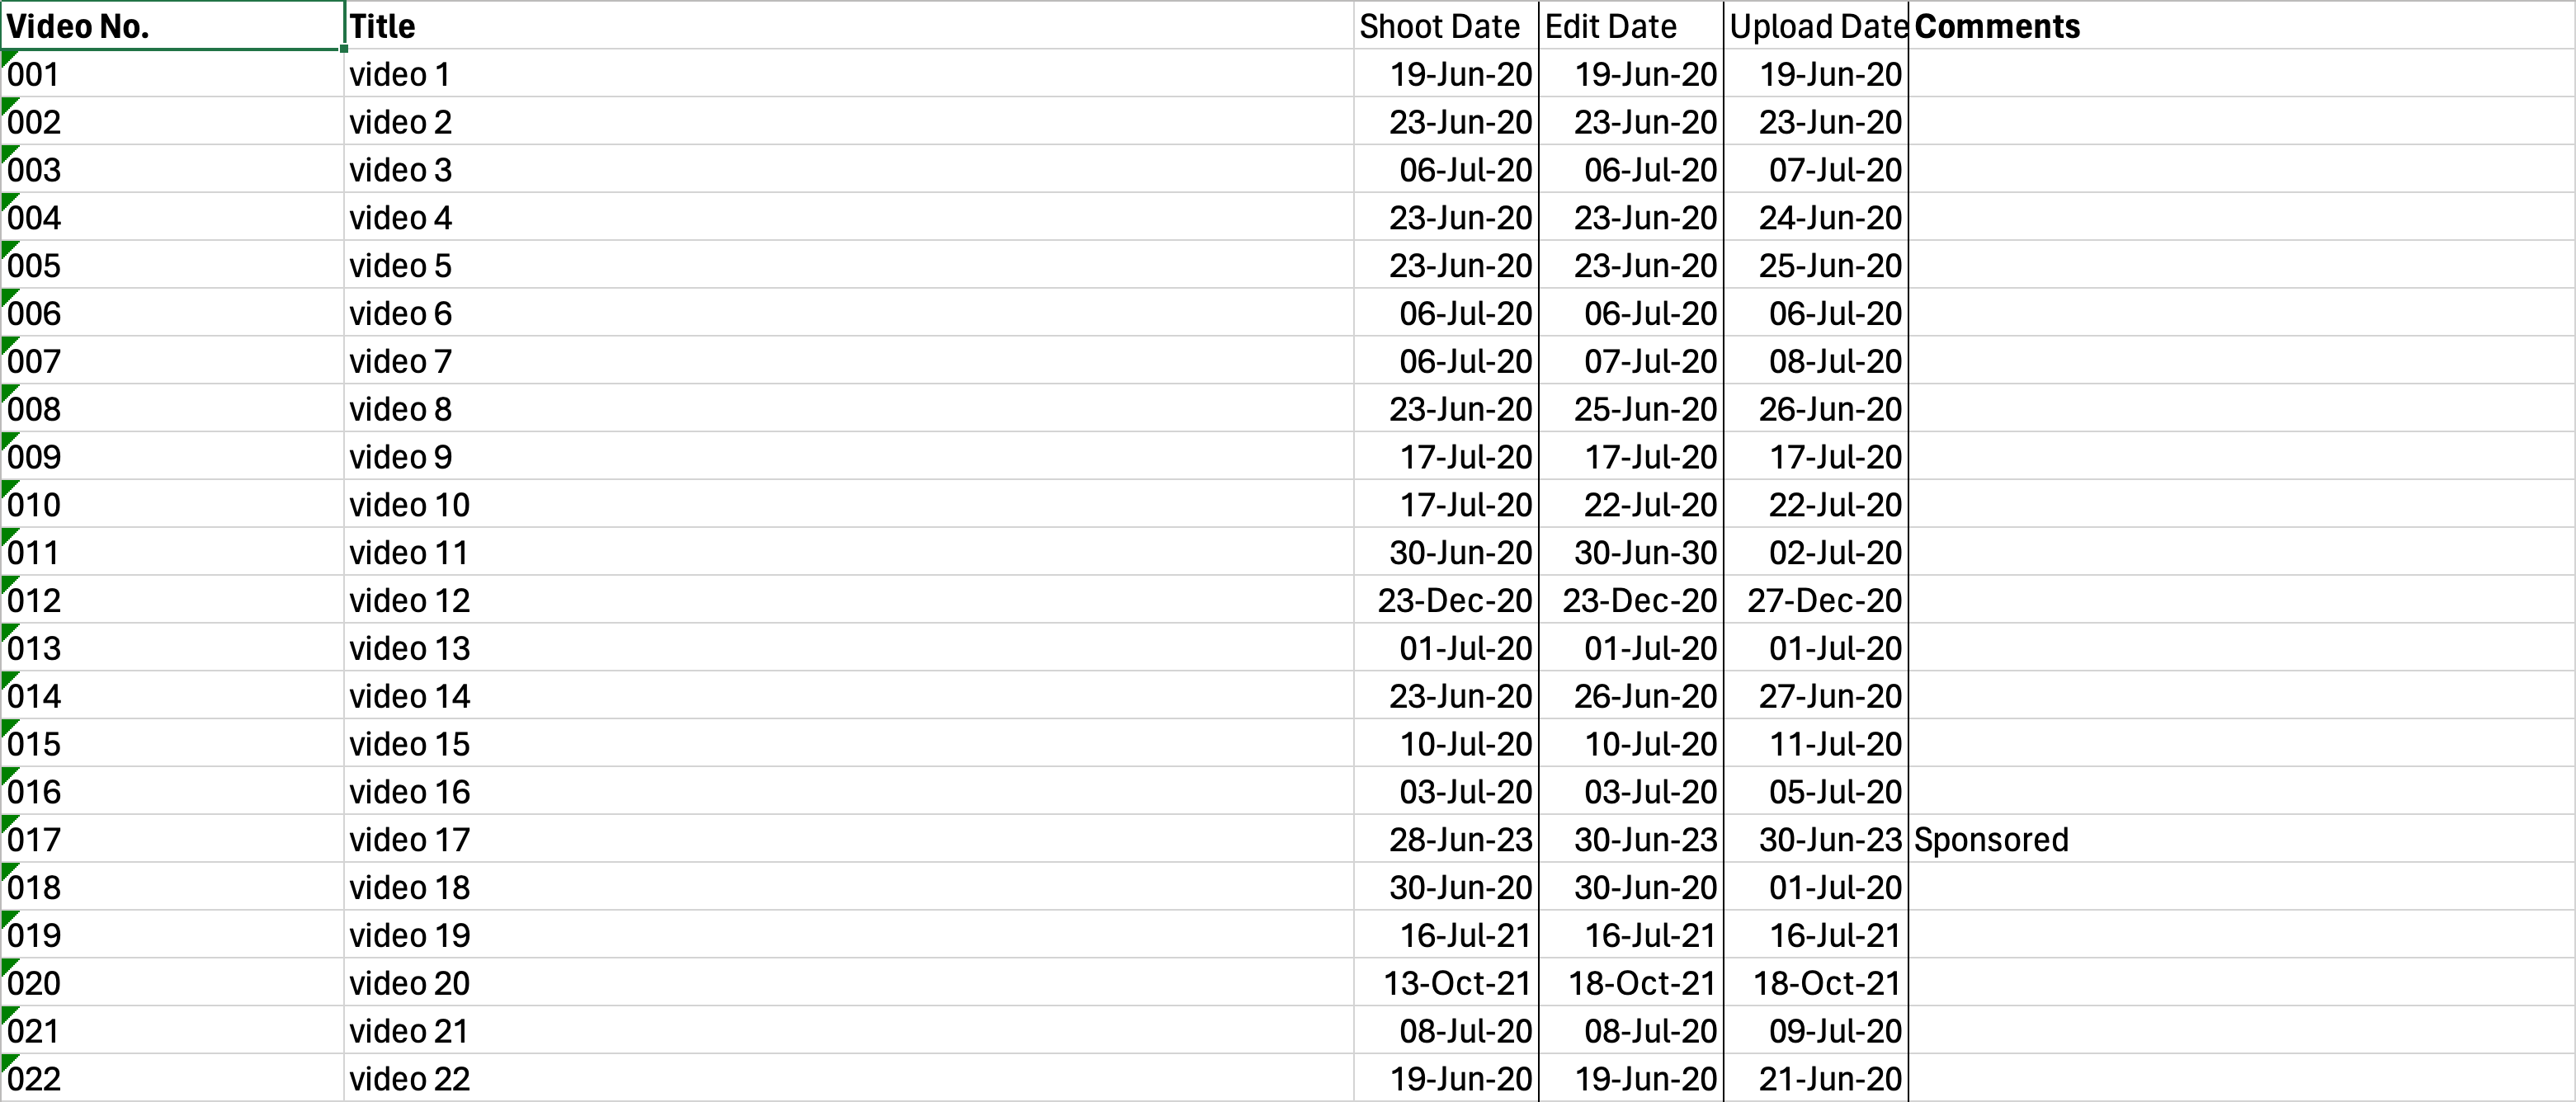 Video No. Title Shoot Date Edit Date Upload Date Comments
001 video 1 19-Jun-20 19-Jun-20 19-Jun-20
002 video 2 23-Jun-20 23-Jun-20 23-Jun-20
003 video 3 06-Jul-20 06-Jul-20 07-Jul-20
004 video 4 23-Jun-20 23-Jun-20 24-Jun-20
005 video 5 23-Jun-20 23-Jun-20 25-Jun-20
006 video 6 06-Jul-20 06-Jul-20 06-Jul-20
007 video 7 06-Jul-20 07-Jul-20 08-Jul-20
008 video 8 23-Jun-20 25-Jun-20 26-Jun-20
009 video 9 17-Jul-20 17-Jul-20 17-Jul-20
010 video 10 17-Jul-20 22-Jul-20 22-Jul-20
011 video 11 30-Jun-20 30-Jun-30 02-Jul-20
012 video 12 23-Dec-20 23-Dec-20 27-Dec-20
013 video 13 01-Jul-20 01-Jul-20 01-Jul-20
014 video 14 23-Jun-20 26-Jun-20 27-Jun-20
015 video 15 10-Jul-20 10-Jul-20 11-Jul-20
016 video 16 03-Jul-20 03-Jul-20 05-Jul-20
017 video 17 28-Jun-23 30-Jun-23 30-Jun-23 Sponsored
018 video 18 30-Jun-20 30-Jun-20 01-Jul-20
019 video 19 16-Jul-21 16-Jul-21 16-Jul-21
020 video 20 13-Oct-21 18-Oct-21 18-Oct-21
021 video 21 08-Jul-20 08-Jul-20 09-Jul-20
022 video 22 19-Jun-20 19-Jun-20 21-Jun-20